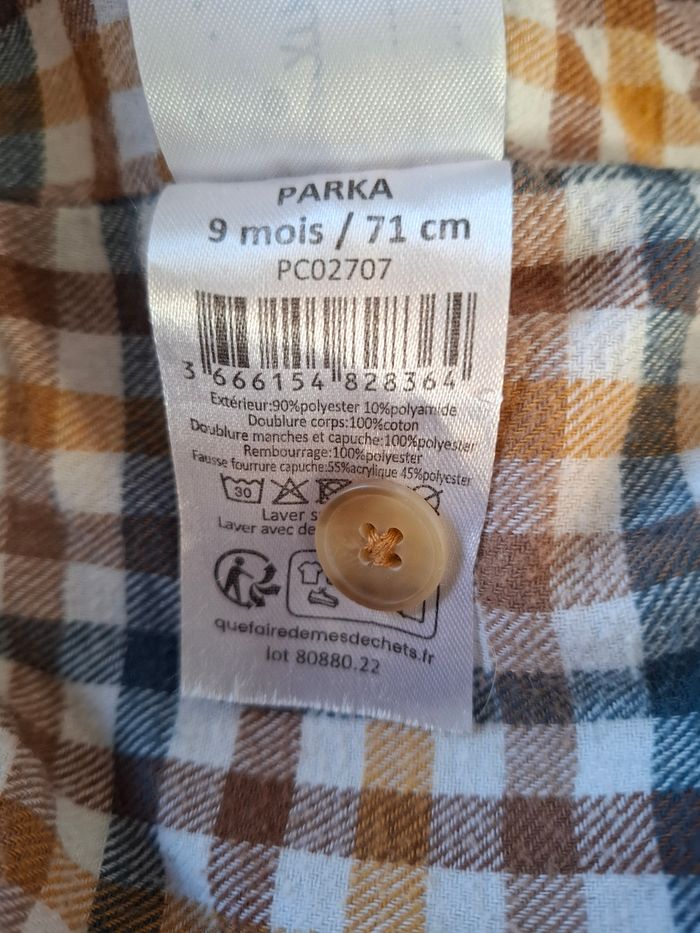 PARKA
9 mois / 71 cm
PC02707
3 666154 828364
Extérieur:90%polyester 10%polyamide
Doublure corps:100%coton
Doublure manches et capuche:100%polyester
Rembourrage:100%polyester
Fausse fourrure capuche:55%acrylique 45%polyester
30
Laver
Laver avec de
quefairedemesdechets.fr
lot 80880.22